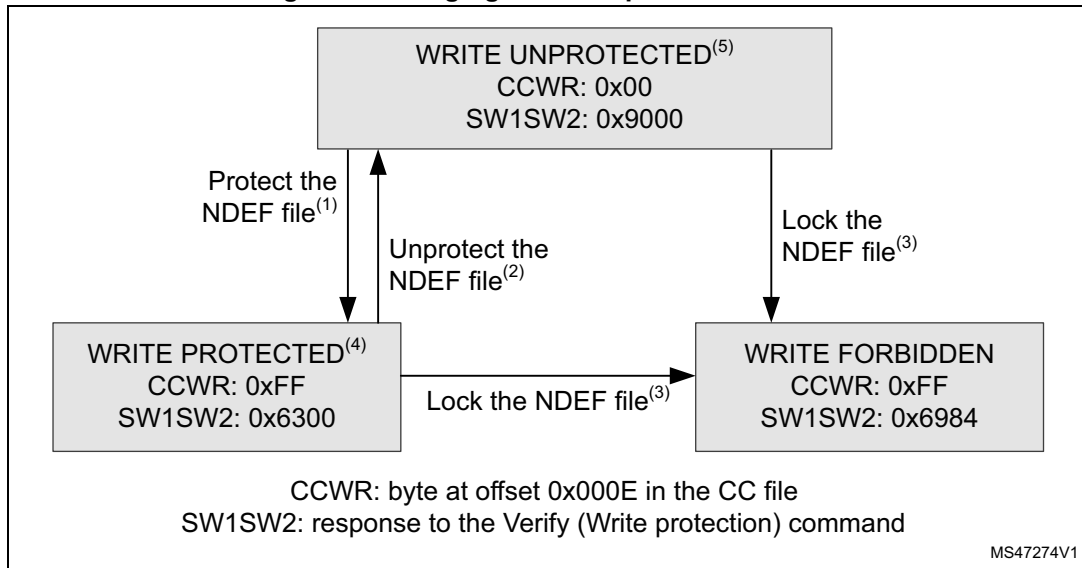 WRITE UNPROTECTED(5)
CCWR: 0x00
SW1SW2: 0x9000
Protect the
NDEF file(1)
Unprotect the
NDEF file(2)
Lock the
NDEF file(3)
WRITE PROTECTED(4)
CCWR: 0xFF
SW1SW2: 0x6300
Lock the NDEF file(3)
WRITE FORBIDDEN
CCWR: 0xFF
SW1SW2: 0x6984
CCWR: byte at offset 0x000E in the CC file
SW1SW2: response to the Verify (Write protection) command
MS47274V1